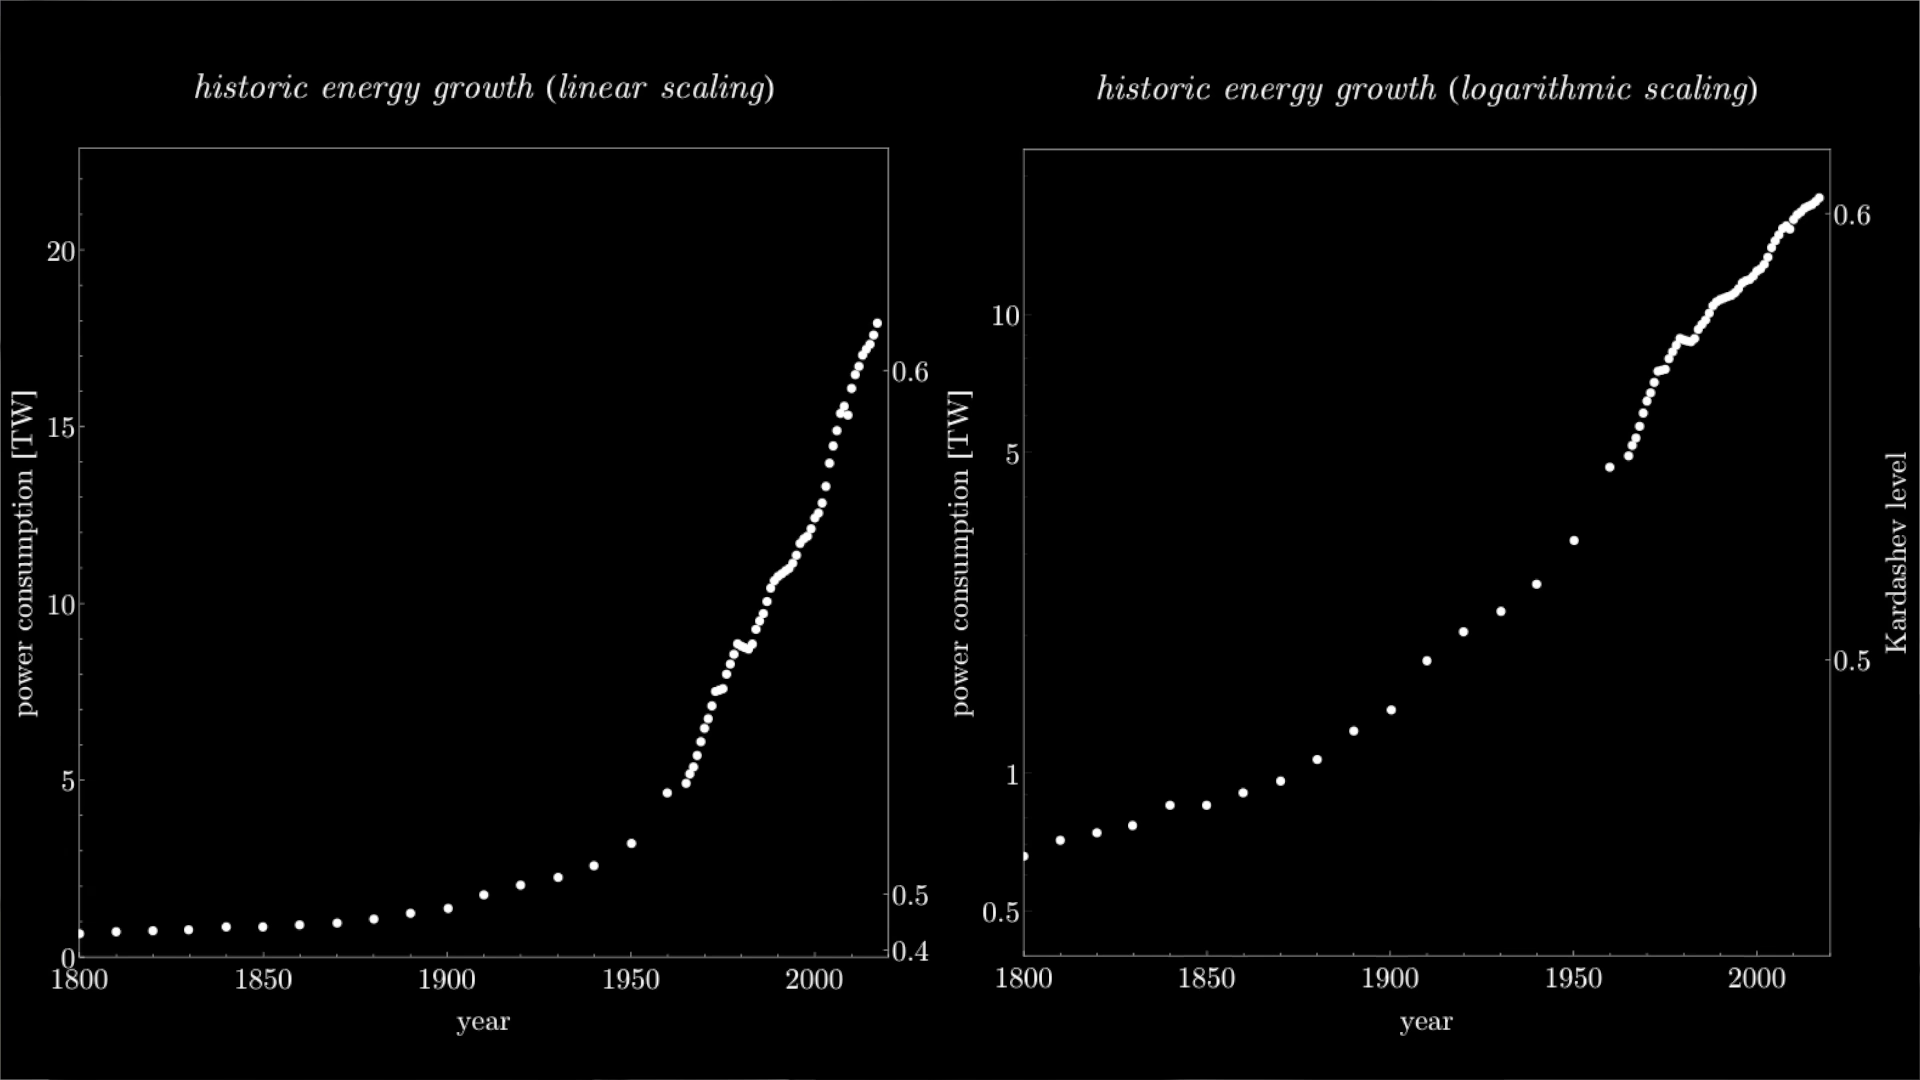 historic energy growth (linear scaling)
20
15
10
5
0
0.6
0.5
0.4
1800 1850 1900 1950 2000
power consumption [TW]
year
historic energy growth (logarithmic scaling)
10
5
1
0.5
0.6
0.5
1800 1850 1900 1950 2000
power consumption [TW]
Kardashev level
year